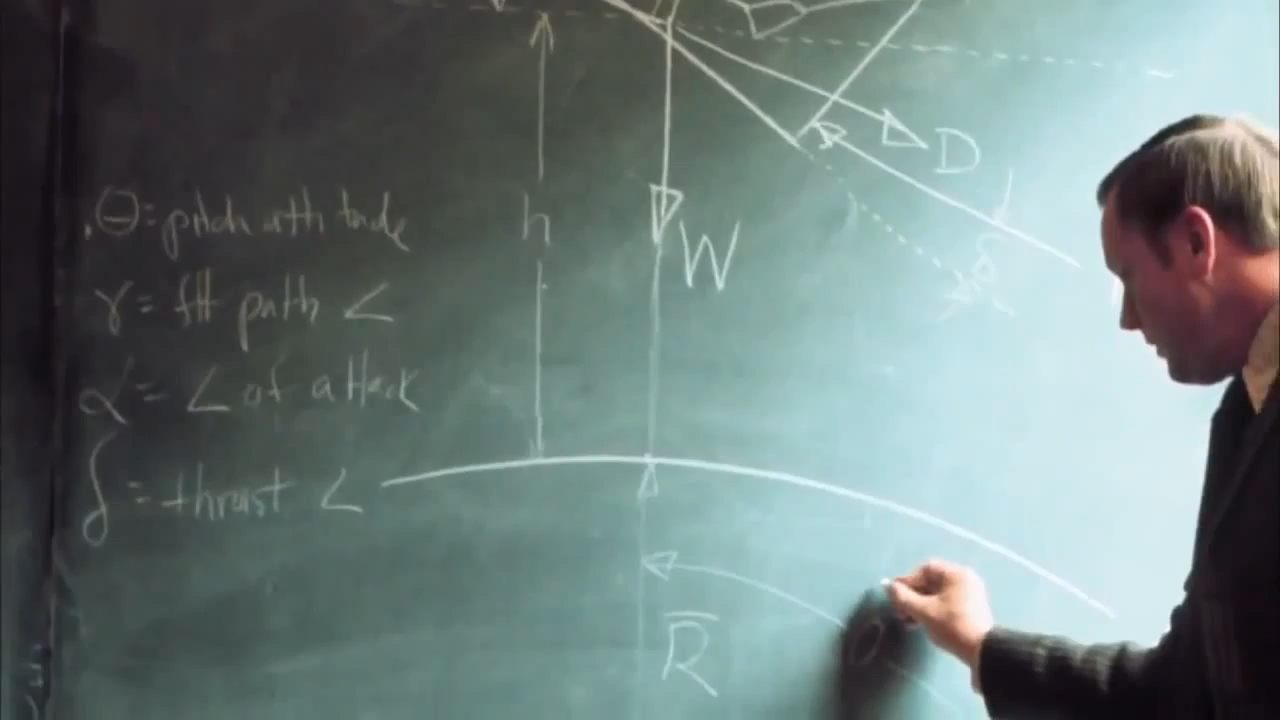 D
h
W
Θ = pitch attitude
γ = flt path <
α = < of attack
δ = thrust <
δ
R̅